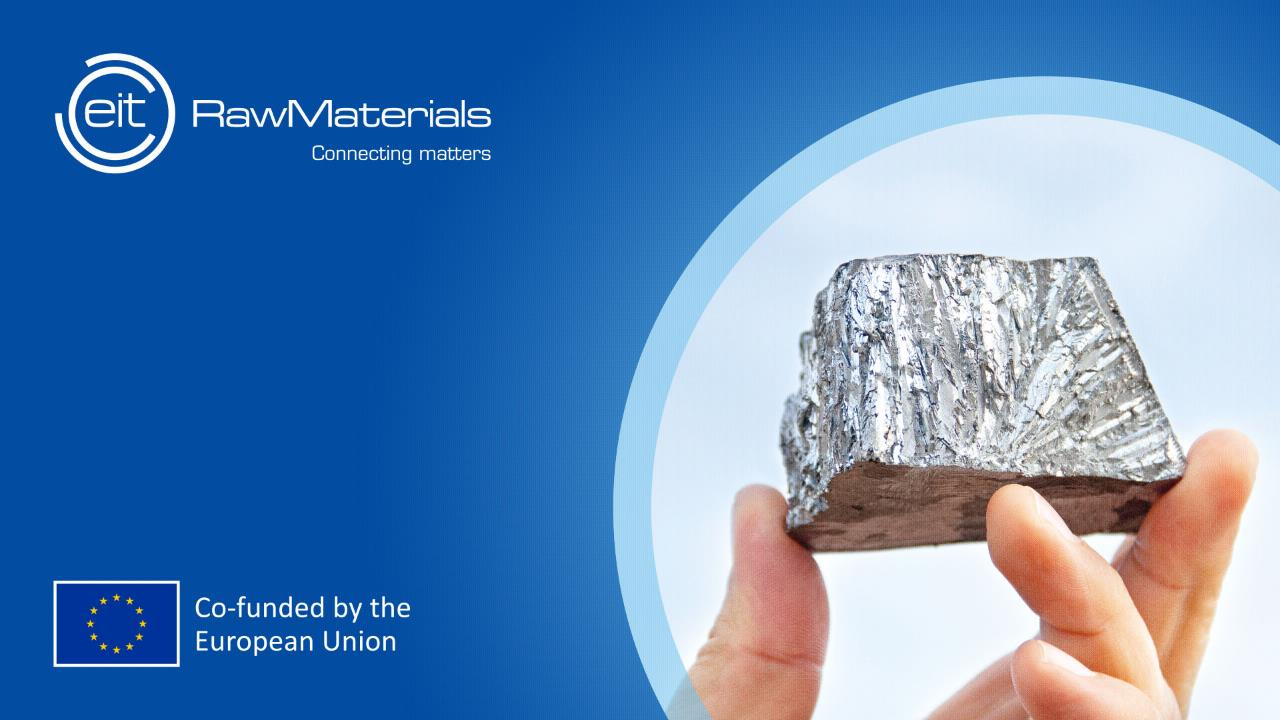 eit RawMaterials
Connecting matters
Co-funded by the
European Union